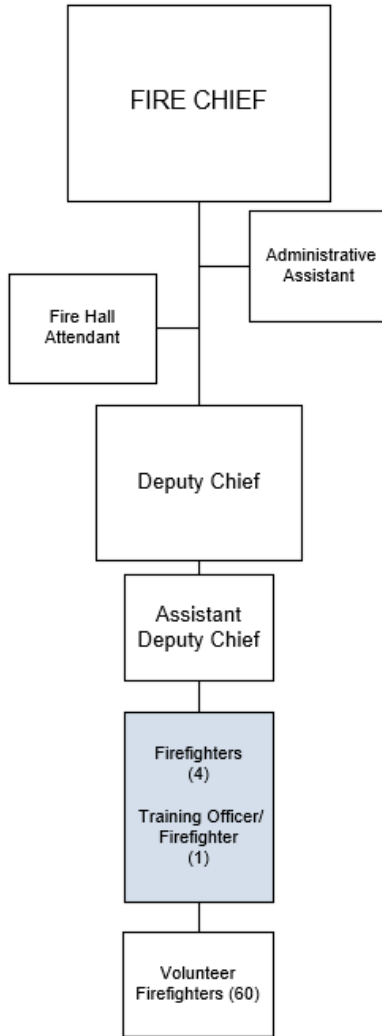 FIRE CHIEF
Administrative
Assistant
Fire Hall
Attendant
Deputy Chief
Assistant
Deputy Chief
Firefighters
(4)
Training Officer/
Firefighter
(1)
Volunteer
Firefighters (60)